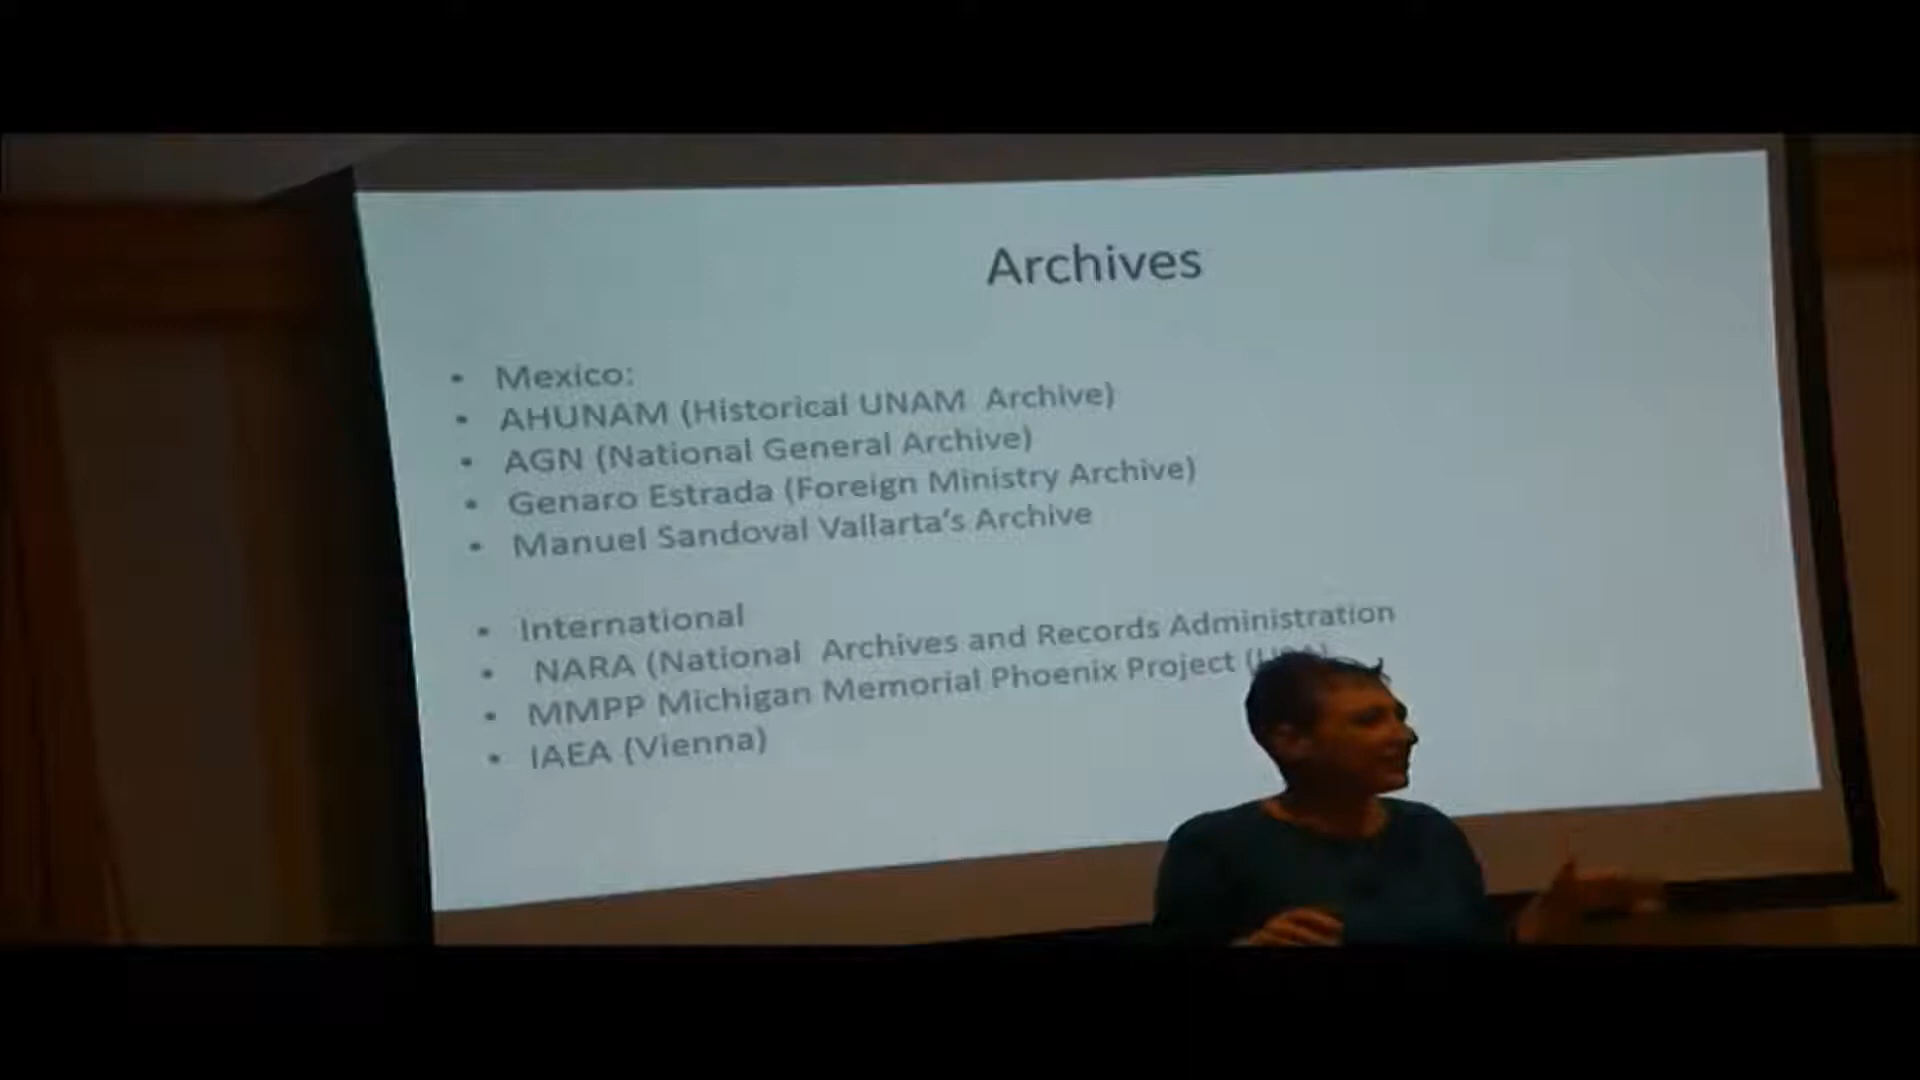 Archives
• Mexico:
• AHUNAM (Historical UNAM Archive)
• AGN (National General Archive)
• Genaro Estrada (Foreign Ministry Archive)
• Manuel Sandoval Vallarta's Archive
• International
• NARA (National Archives and Records Administration
• MMPP Michigan Memorial Phoenix Project
• IAEA (Vienna)